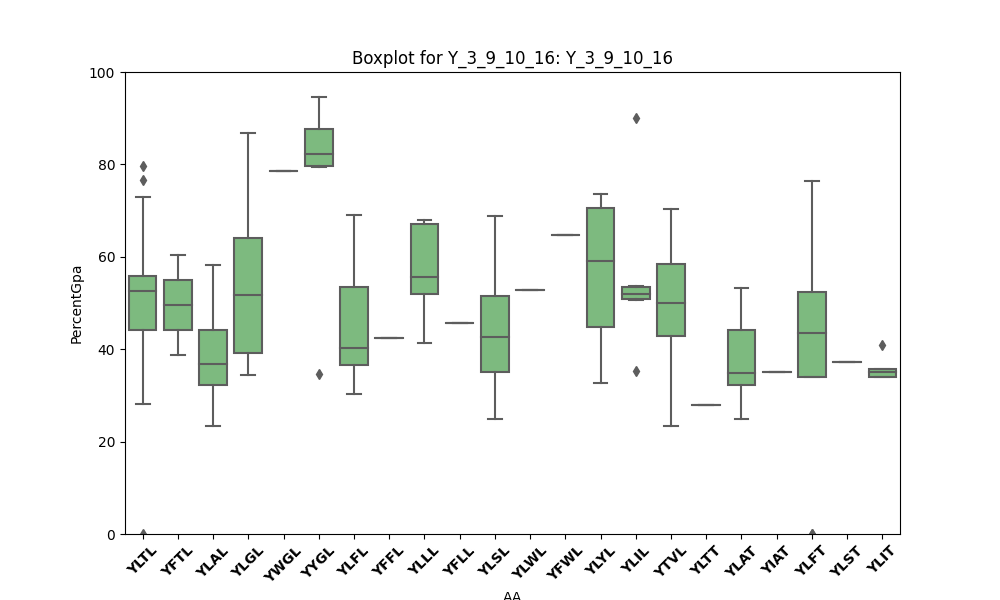 Boxplot for Y_3_9_10_16: Y_3_9_10_16
100
80
60
40
20
0
PercentGpa
YLTL YFTL YLAL YLGL YWGL YYGL YLFL YFFL YLLL YFLL YLSL YLWL YFWL YLYL YLIL YTVL YLTT YLAT YIAT YLFT YLST YLIT
AA